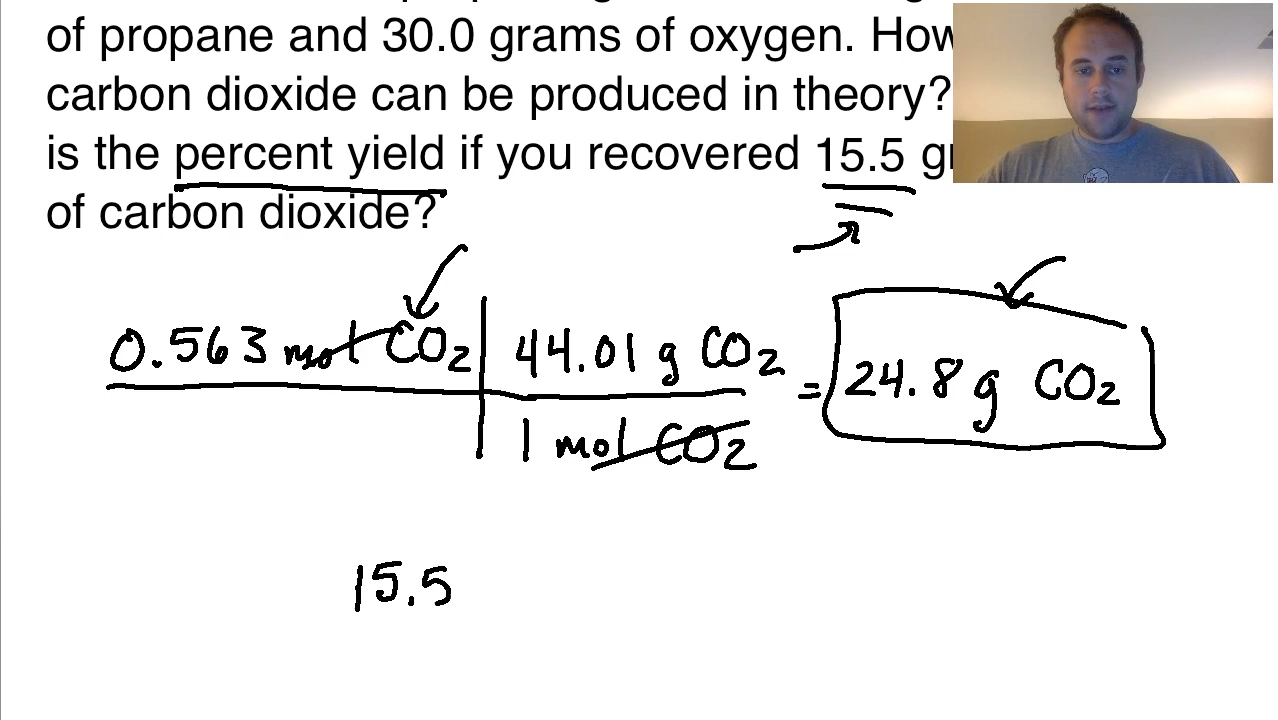 of propane and 30.0 grams of oxygen. How
carbon dioxide can be produced in theory?
is the percent yield if you recovered 15.5
of carbon dioxide?
0.563 mol CO2 | 44.01 g CO2 = 24.8 g CO2
1 mol CO2
15.5